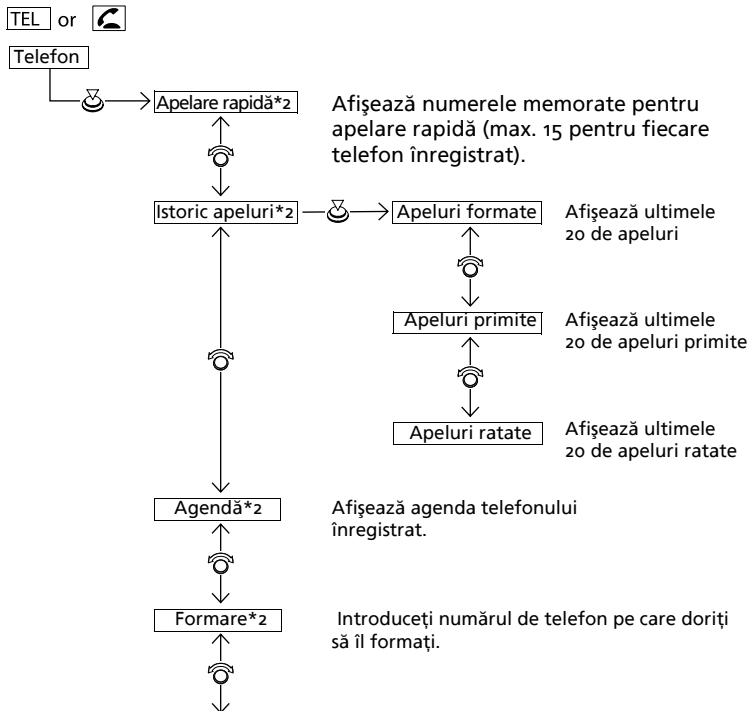 TEL or
Telefon
Apelare rapidă*2
Afişează numerele memorate pentru
apelare rapidă (max. 15 pentru fiecare
telefon înregistrat).
Istoric apeluri*2
Apeluri formate
Afişează ultimele
20 de apeluri
Apeluri primite
Afişează ultimele
20 de apeluri primite
Apeluri ratate
Afişează ultimele
20 de apeluri ratate
Agendă*2
Afişează agenda telefonului
înregistrat.
Formare*2
Introduceţi numărul de telefon pe care doriţi
să îl formaţi.